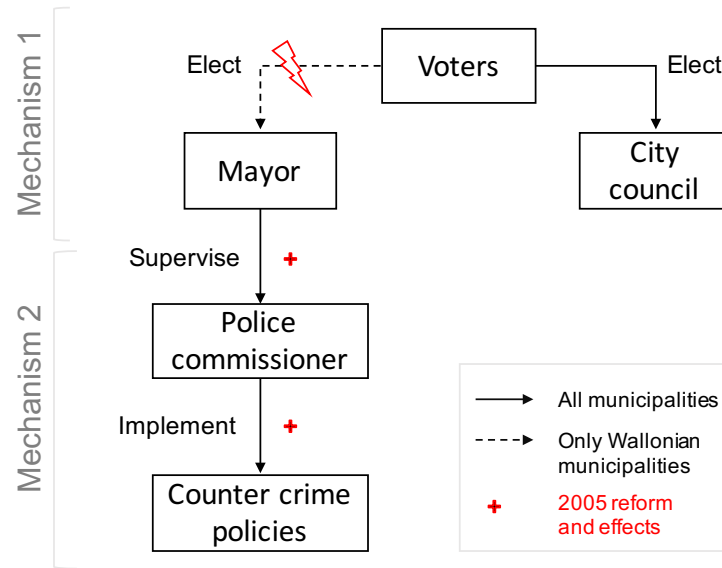 Mechanism 1
Elect
Voters
Elect
Mayor
City
council
Supervise
Mechanism 2
Police
commissioner
Implement
Counter crime
policies
All municipalities
Only Wallonian
municipalities
2005 reform
and effects